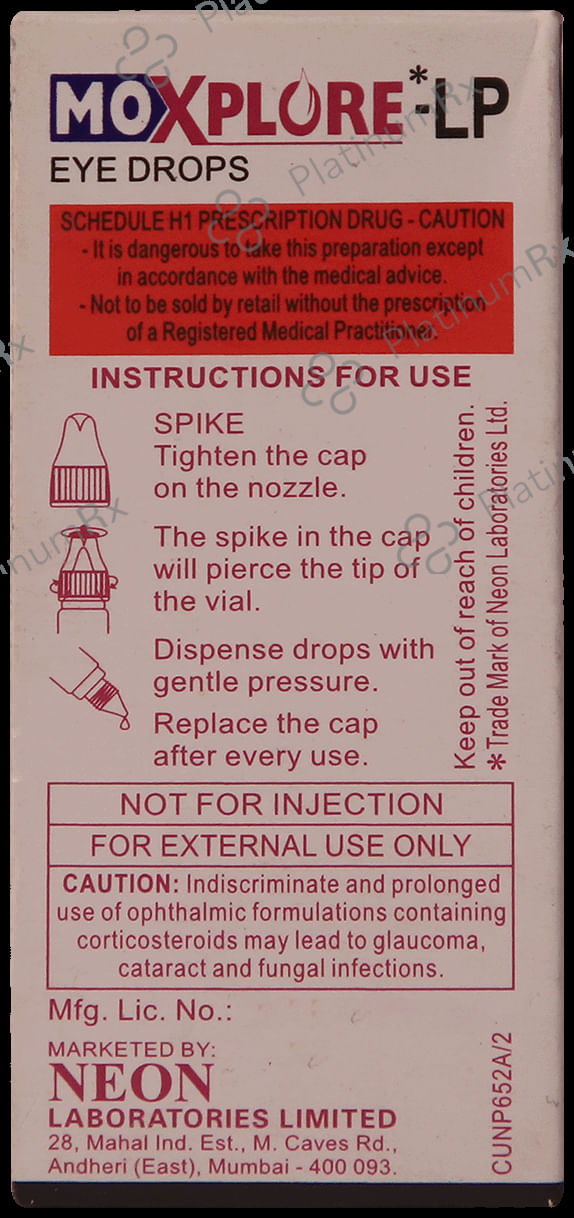 MOXPLORE*-LP
EYE DROPS
SCHEDULE H1 PRESCRIPTION DRUG - CAUTION
- It is dangerous to take this preparation except
in accordance with the medical advice.
- Not to be sold by retail without the prescription
of a Registered Medical Practitioner.
INSTRUCTIONS FOR USE
SPIKE
Tighten the cap
on the nozzle.
The spike in the cap
will pierce the tip of
the vial.
Dispense drops with
gentle pressure.
Replace the cap
after every use.
Keep out of reach of children.
* Trade Mark of Neon Laboratories Ltd.
NOT FOR INJECTION
FOR EXTERNAL USE ONLY
CAUTION: Indiscriminate and prolonged
use of ophthalmic formulations containing
corticosteroids may lead to glaucoma,
cataract and fungal infections.
Mfg. Lic. No.:
MARKETED BY:
NEON
LABORATORIES LIMITED
28, Mahal Ind. Est., M. Caves Rd.,
Andheri (East), Mumbai - 400 093.
CUNP652A/2
PlatinumRx
PlatinumRx
PlatinumRx